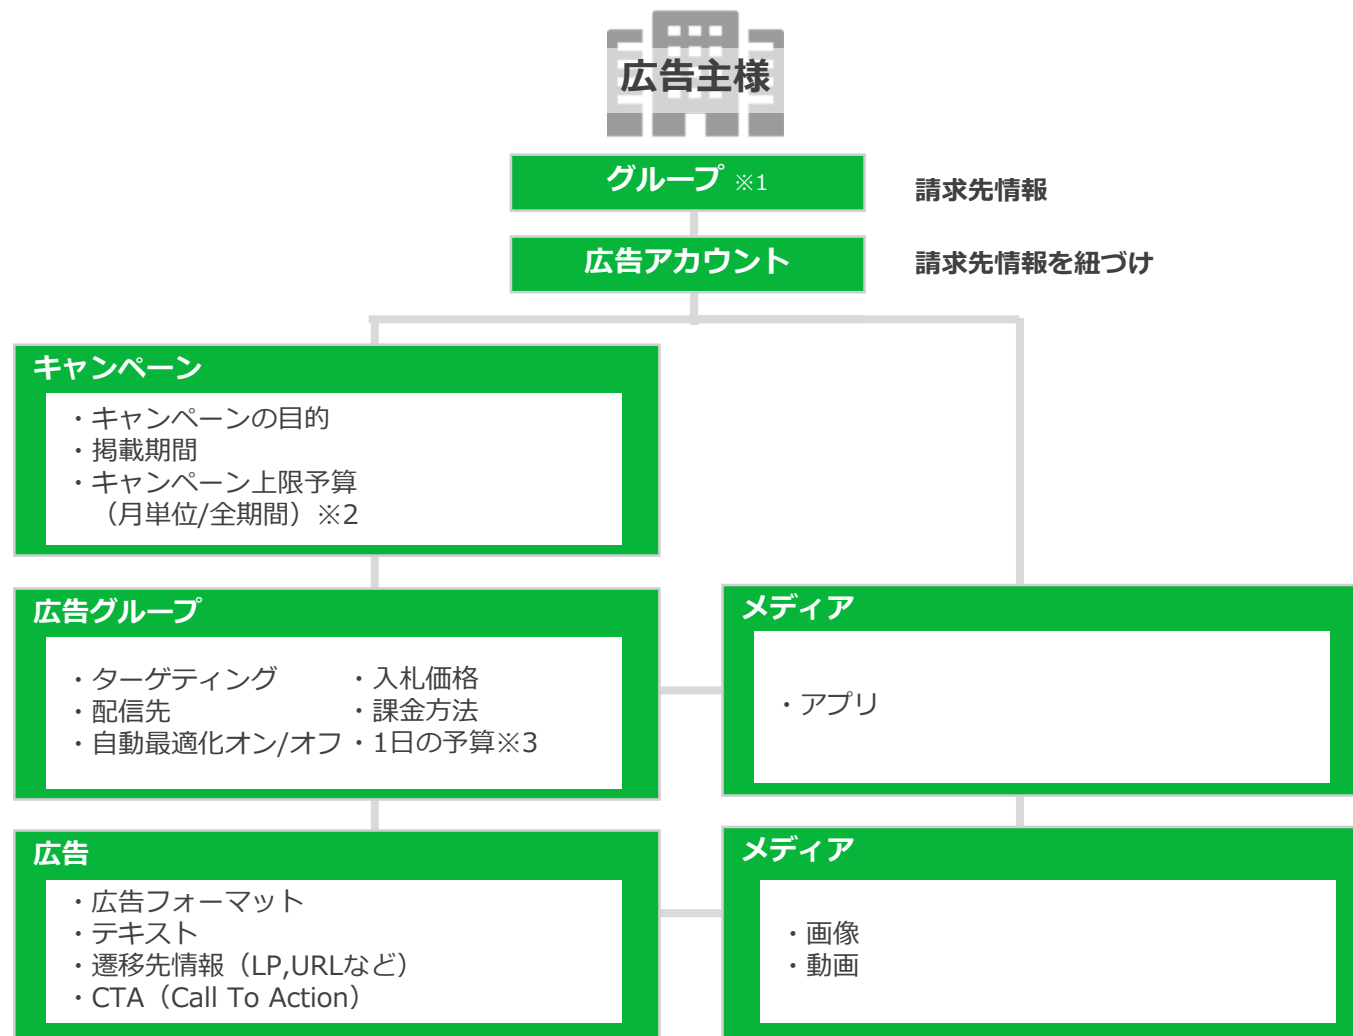 広告主様
グループ ※1
請求先情報
広告アカウント
請求先情報を紐づけ
キャンペーン
・キャンペーンの目的
・掲載期間
・キャンペーン上限予算
（月単位/全期間）※2
広告グループ
・ターゲティング
・配信先
・自動最適化オン/オフ
・入札価格
・課金方法
・1日の予算※3
メディア
・アプリ
広告
・広告フォーマット
・テキスト
・遷移先情報（LP,URLなど）
・CTA（Call To Action）
メディア
・画像
・動画